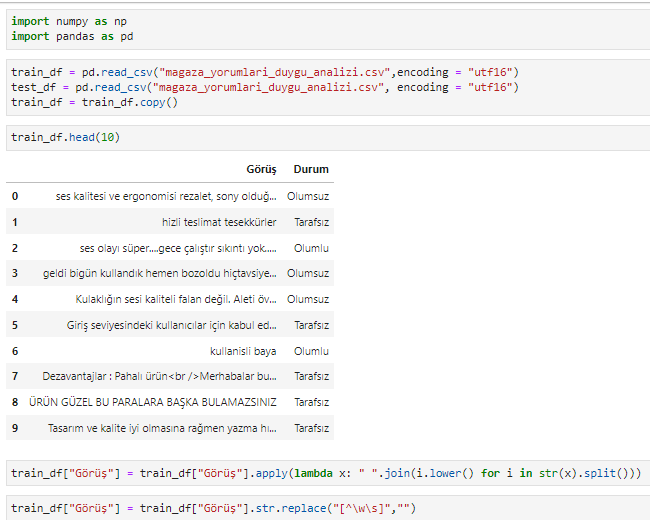 import numpy as np
import pandas as pd
train_df = pd.read_csv("magaza_yorumlari_duygu_analizi.csv",encoding = "utf16")
test_df = pd.read_csv("magaza_yorumlari_duygu_analizi.csv", encoding = "utf16")
train_df = train_df.copy()
train_df.head(10)
Görüş Durum
0 ses kalitesi ve ergonomisi rezalet, sony olduğ... Olumsuz
1 hizli teslimat tesekkürler Tarafsız
2 ses olayı süper....gece çalıştır sıkıntı yok..... Olumlu
3 geldi bigün kullandık hemen bozoldu hiçtavsiye... Olumsuz
4 Kulaklığın sesi kaliteli falan değil. Aleti öv... Olumsuz
5 Giriş seviyesindeki kullanıcılar için kabul ed... Tarafsız
6 kullanisli baya Olumlu
7 Dezavantajlar : Pahalı ürün<br />Merhabalar bu... Tarafsız
8 ÜRÜN GÜZEL BU PARALARA BAŞKA BULAMAZSINIZ Tarafsız
9 Tasarım ve kalite iyi olmasına rağmen yazma hı... Tarafsız
train_df["Görüş"] = train_df["Görüş"].apply(lambda x: " ".join(i.lower() for i in str(x).split()))
train_df["Görüş"] = train_df["Görüş"].str.replace("[^\w\s]","")